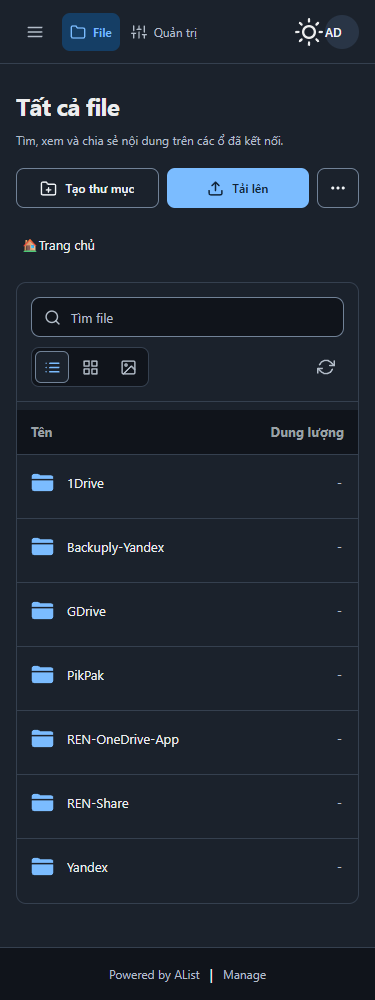 File Quản trị AD
Tất cả file
Tìm, xem và chia sẻ nội dung trên các ổ đã kết nối.
Tạo thư mục Tải lên
Trang chủ
Tìm file
Tên Dung lượng
1Drive -
Backuply-Yandex -
GDrive -
PikPak -
REN-OneDrive-App -
REN-Share -
Yandex -
Powered by AList | Manage